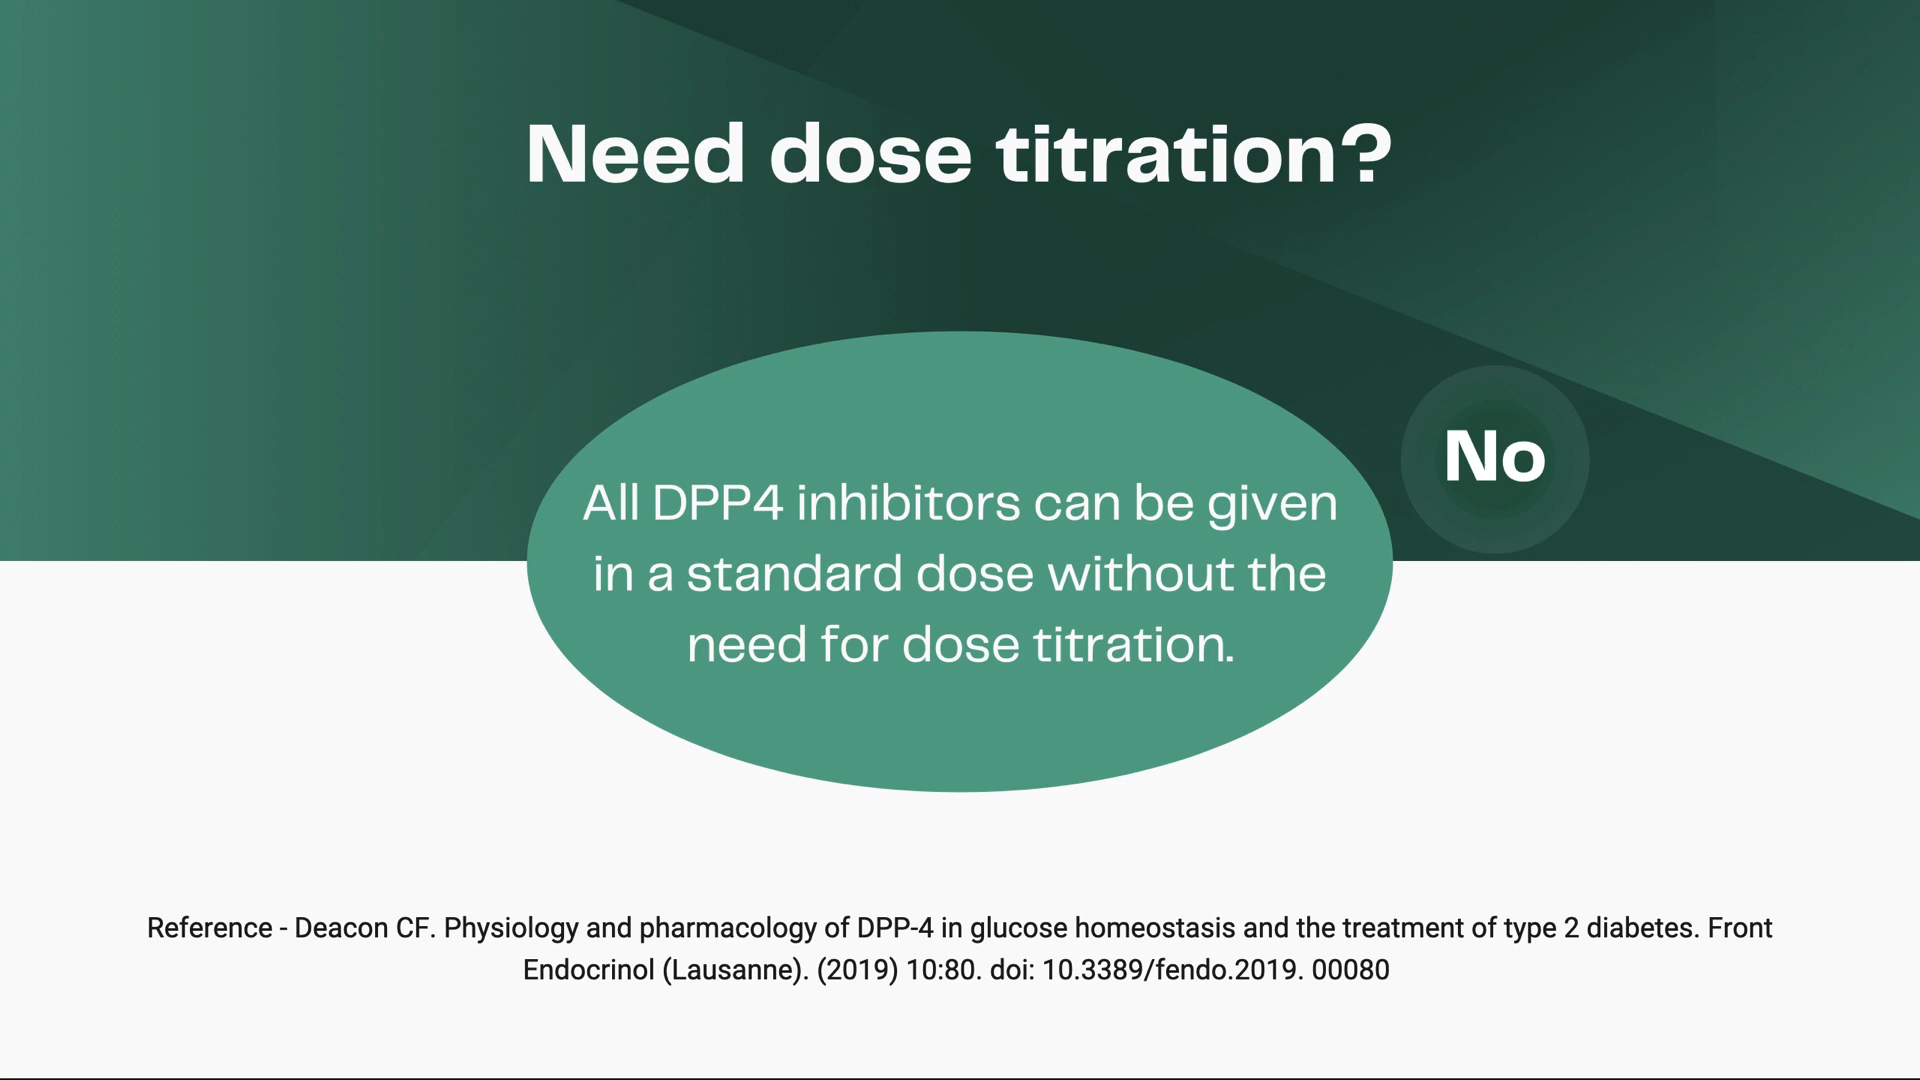 Need dose titration?
No
All DPP4 inhibitors can be given
in a standard dose without the
need for dose titration.
Reference - Deacon CF. Physiology and pharmacology of DPP-4 in glucose homeostasis and the treatment of type 2 diabetes. Front
Endocrinol (Lausanne). (2019) 10:80. doi: 10.3389/fendo.2019. 00080